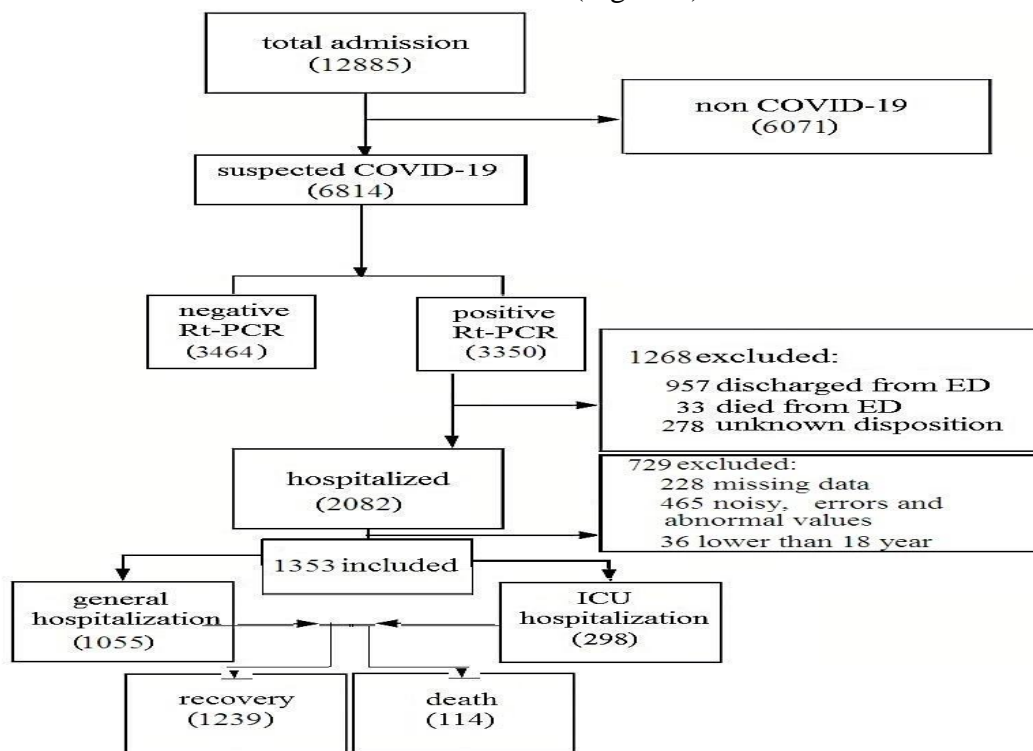 total admission
(12885)
non COVID-19
(6071)
suspected COVID-19
(6814)
negative
Rt-PCR
(3464)
positive
Rt-PCR
(3350)
1268 excluded:
957 discharged from ED
33 died from ED
278 unknown disposition
hospitalized
(2082)
729 excluded:
228 missing data
465 noisy, errors and
abnormal values
36 lower than 18 year
1353 included
general
hospitalization
(1055)
ICU
hospitalization
(298)
recovery
(1239)
death
(114)